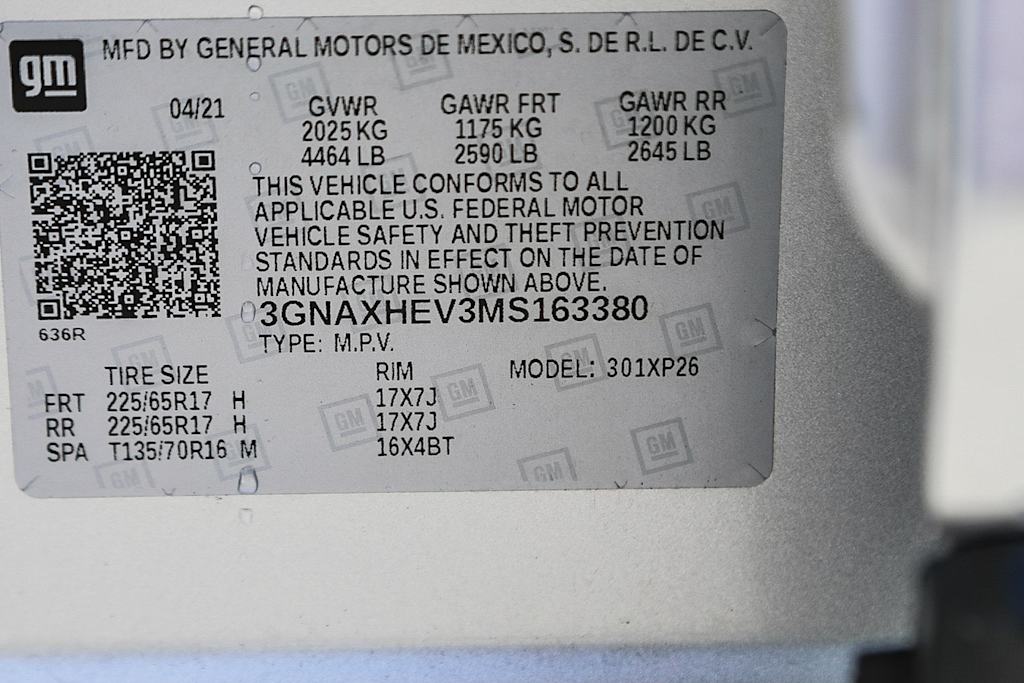 gm MFD BY GENERAL MOTORS DE MEXICO, S. DE R.L. DE C.V.
04/21 GVWR GAWR FRT GAWR RR
2025 KG 1175 KG 1200 KG
4464 LB 2590 LB 2645 LB
THIS VEHICLE CONFORMS TO ALL
APPLICABLE U.S. FEDERAL MOTOR
VEHICLE SAFETY AND THEFT PREVENTION
STANDARDS IN EFFECT ON THE DATE OF
MANUFACTURE SHOWN ABOVE.
3GNAXHEV3MS163380
636R
TYPE: M.P.V.
TIRE SIZE RIM MODEL: 301XP26
FRT 225/65R17 H 17X7J
RR 225/65R17 H 17X7J
SPA T135/70R16 M 16X4BT